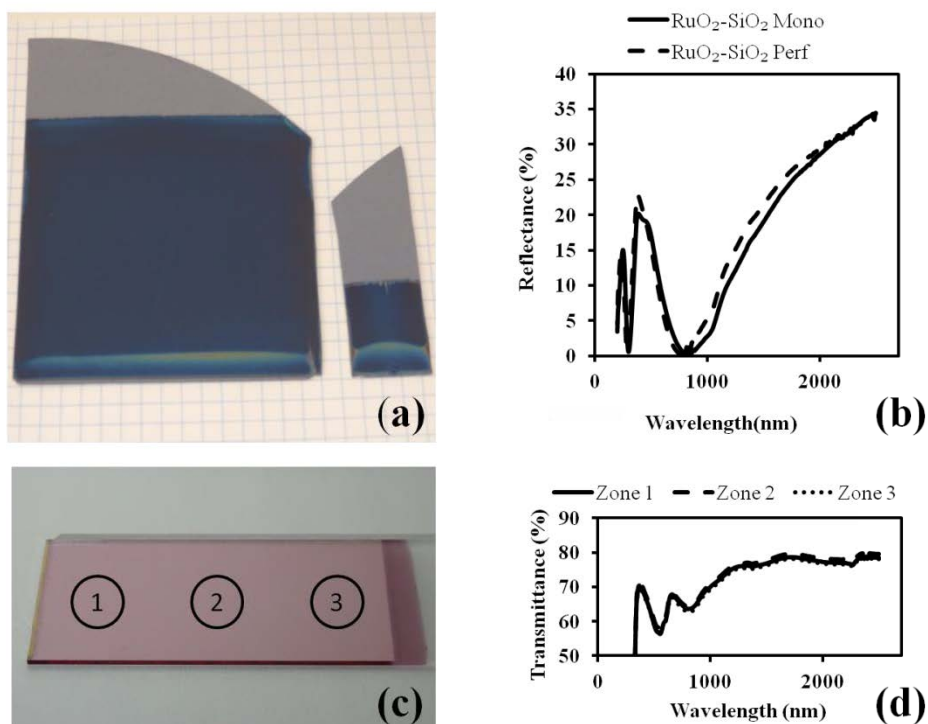 (a)
RuO₂-SiO₂ Mono
RuO₂-SiO₂ Perf
Reflectance (%)
40
35
30
25
20
15
10
5
0
0 1000 2000
Wavelength(nm)
(b)
1 2 3
(c)
Zone 1 Zone 2 Zone 3
Transmittance (%)
90
80
70
60
50
0 1000 2000
Wavelength (nm)
(d)